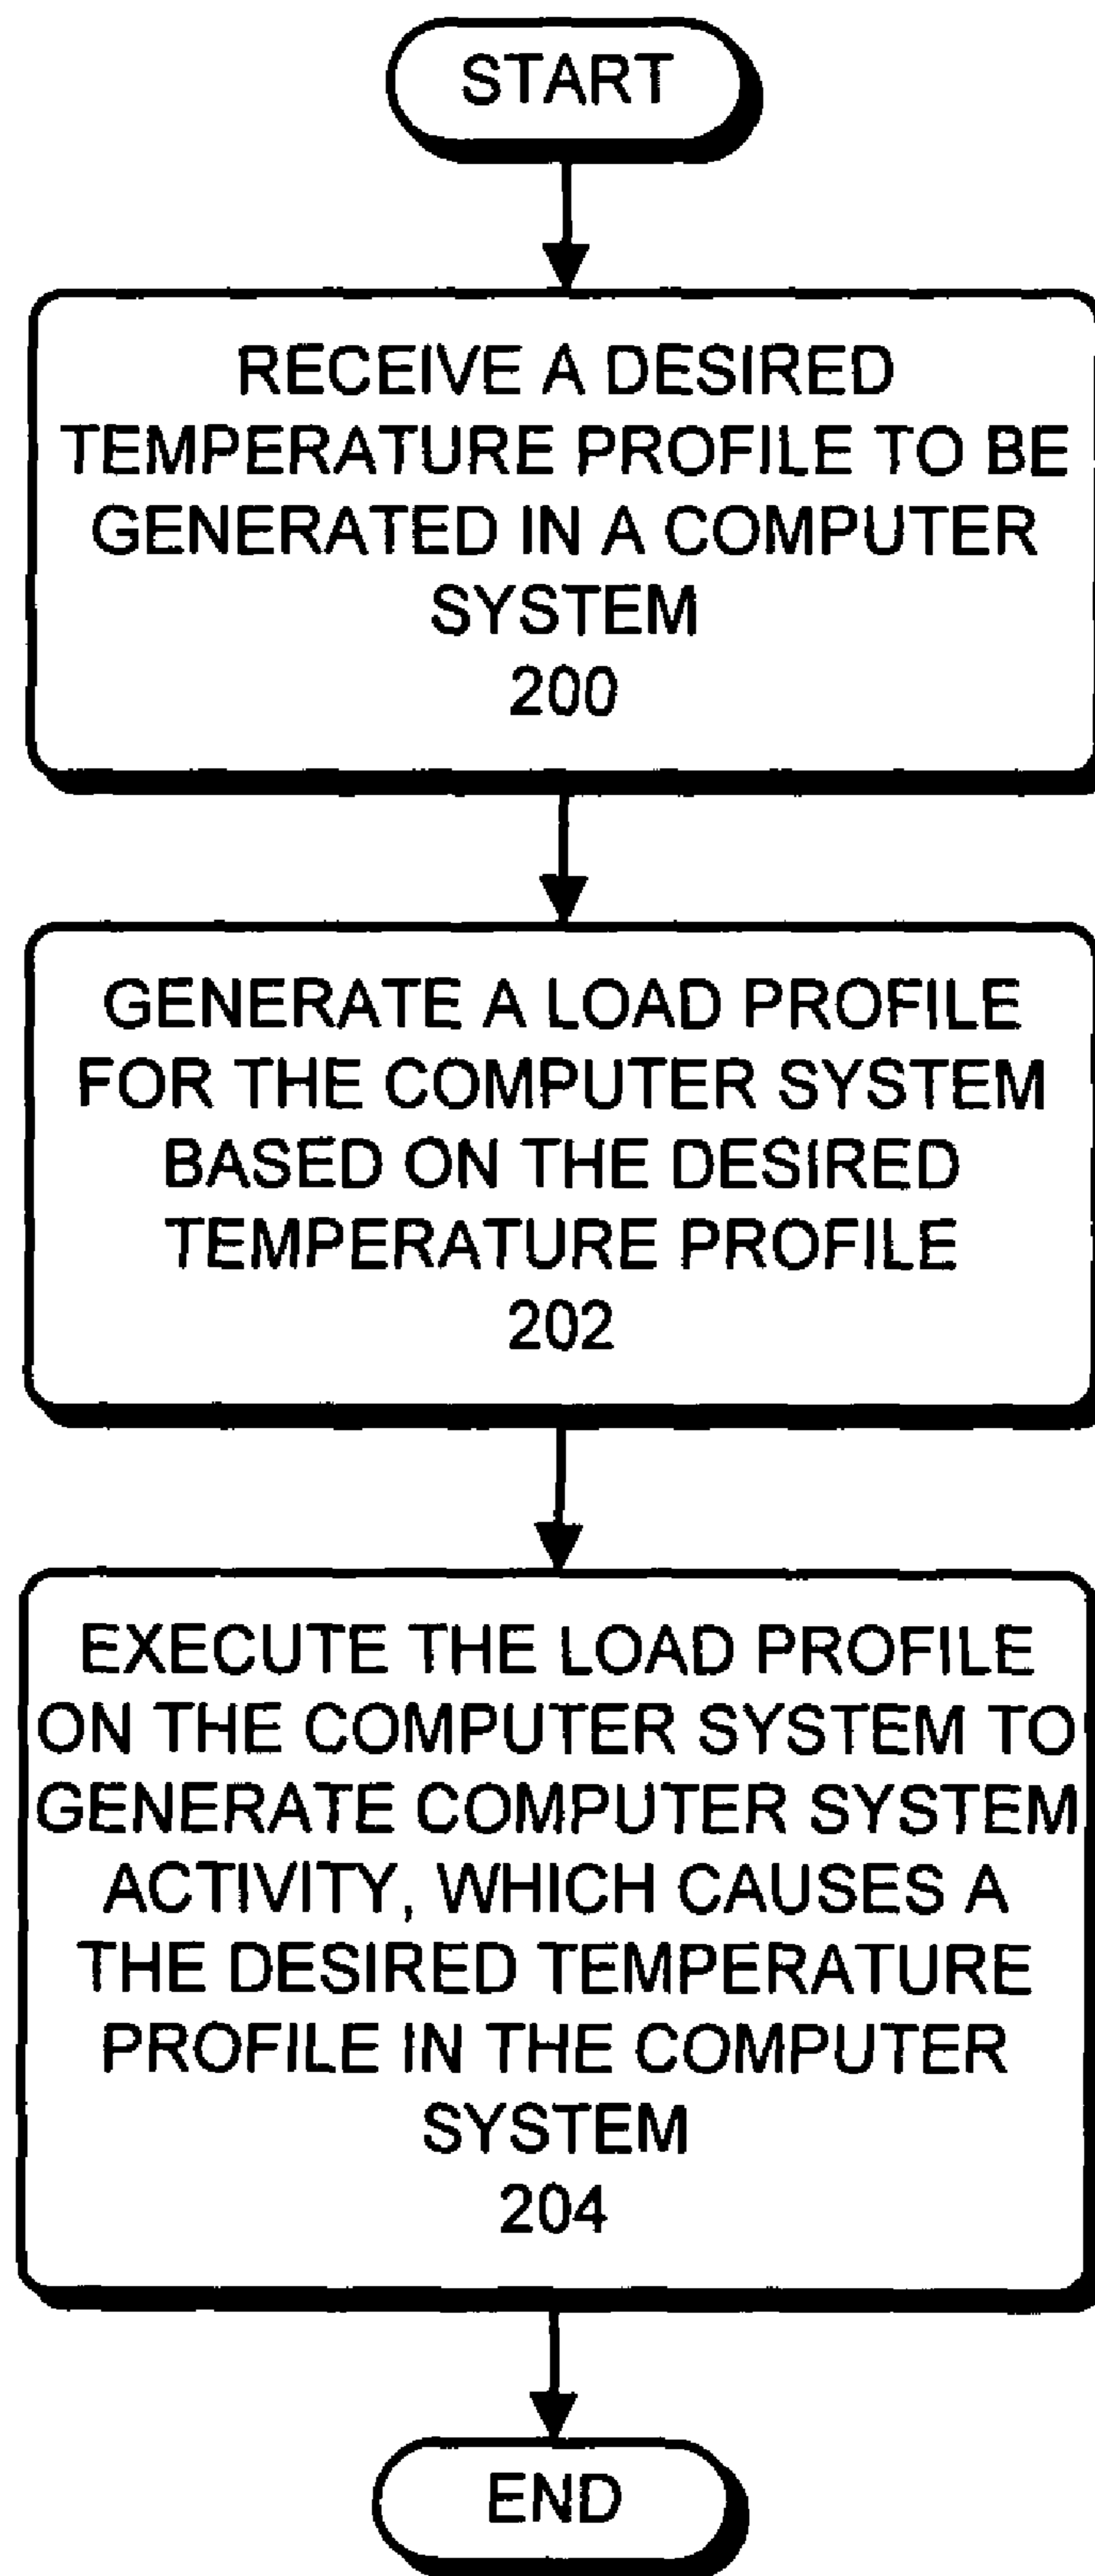 START
RECEIVE A DESIRED
TEMPERATURE PROFILE TO BE
GENERATED IN A COMPUTER
SYSTEM
200
GENERATE A LOAD PROFILE
FOR THE COMPUTER SYSTEM
BASED ON THE DESIRED
TEMPERATURE PROFILE
202
EXECUTE THE LOAD PROFILE
ON THE COMPUTER SYSTEM TO
GENERATE COMPUTER SYSTEM
ACTIVITY, WHICH CAUSES A
THE DESIRED TEMPERATURE
PROFILE IN THE COMPUTER
SYSTEM
204
END